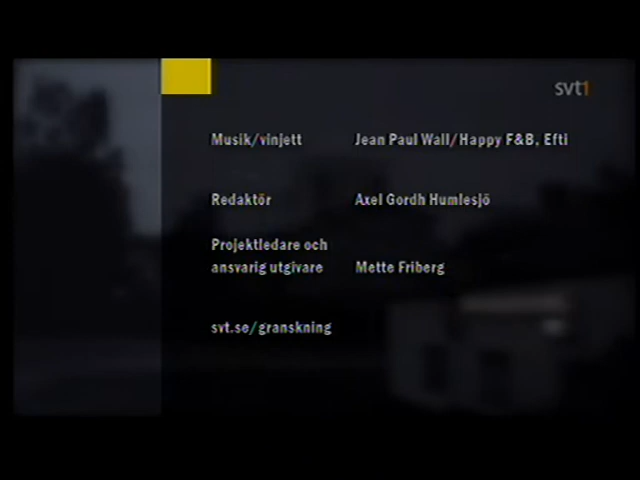 svt1
Musik/vinjett Jean Paul Wall/Happy F&B, Efti
Redaktör Axel Gordh Humlesjö
Projektledare och
ansvarig utgivare Mette Friberg
svt.se/granskning